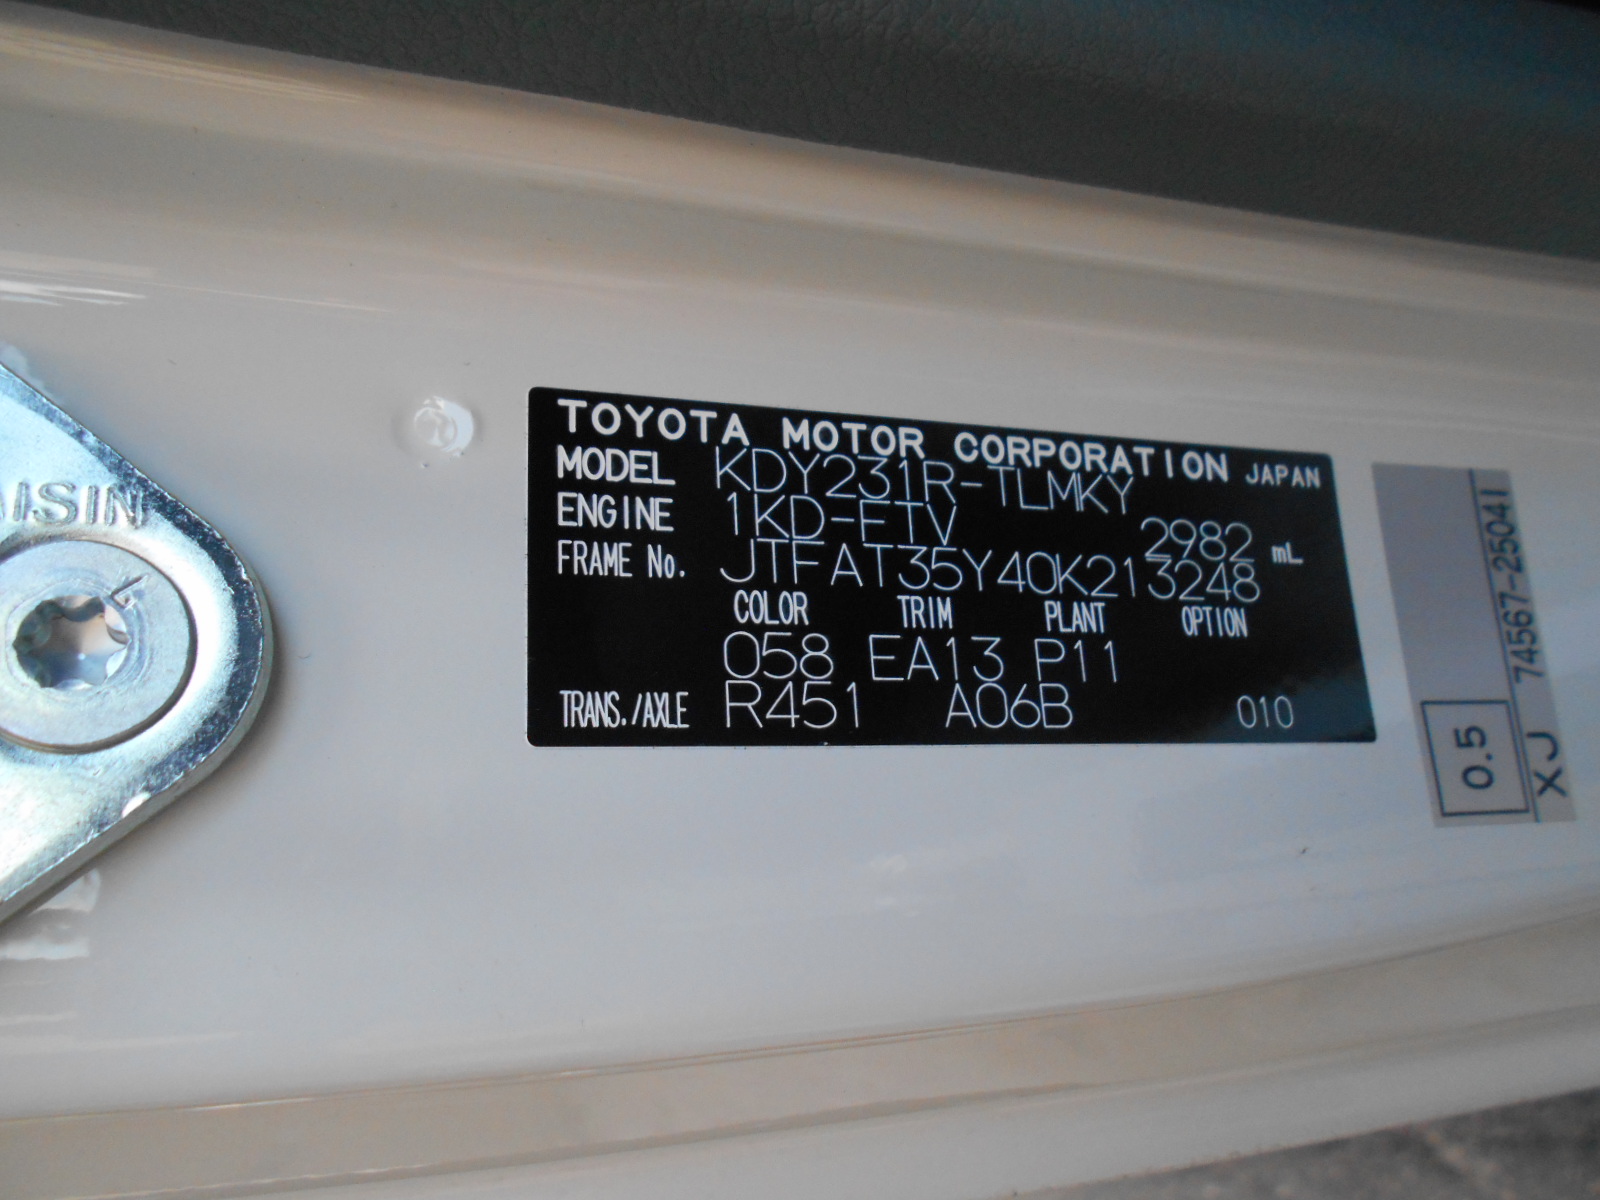 AISIN
TOYOTA MOTOR CORPORATION JAPAN
MODEL KDY231R-TLMKY
ENGINE 1KD-FTV 2982 mL
FRAME No. JTFAT35Y40K213248
COLOR TRIM PLANT OPTION
058 EA13 P11
TRANS./AXLE R451 A06B 010
74567-25041
0.5 XJ